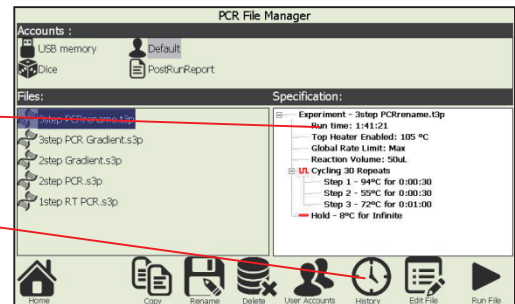 PCR File Manager
Accounts :
USB memory
Default
Dice
PostRunReport
Files:
Specification:
3step PCRrename.t3p
3step PCR Gradient.s3p
2step Gradient.s3p
2step PCR.s3p
1step RT PCR.s3p
Experiment - 3step PCRrename.t3p
Run time: 1:41:21
Top Heater Enabled: 105 °C
Global Rate Limit: Max
Reaction Volume: 50uL
Cycling 30 Repeats
Step 1 - 94°C for 0:00:30
Step 2 - 55°C for 0:00:30
Step 3 - 72°C for 0:01:00
Hold - 8°C for Infinite
Home
Copy
Rename
Delete
User Accounts
History
Edit File
Run File